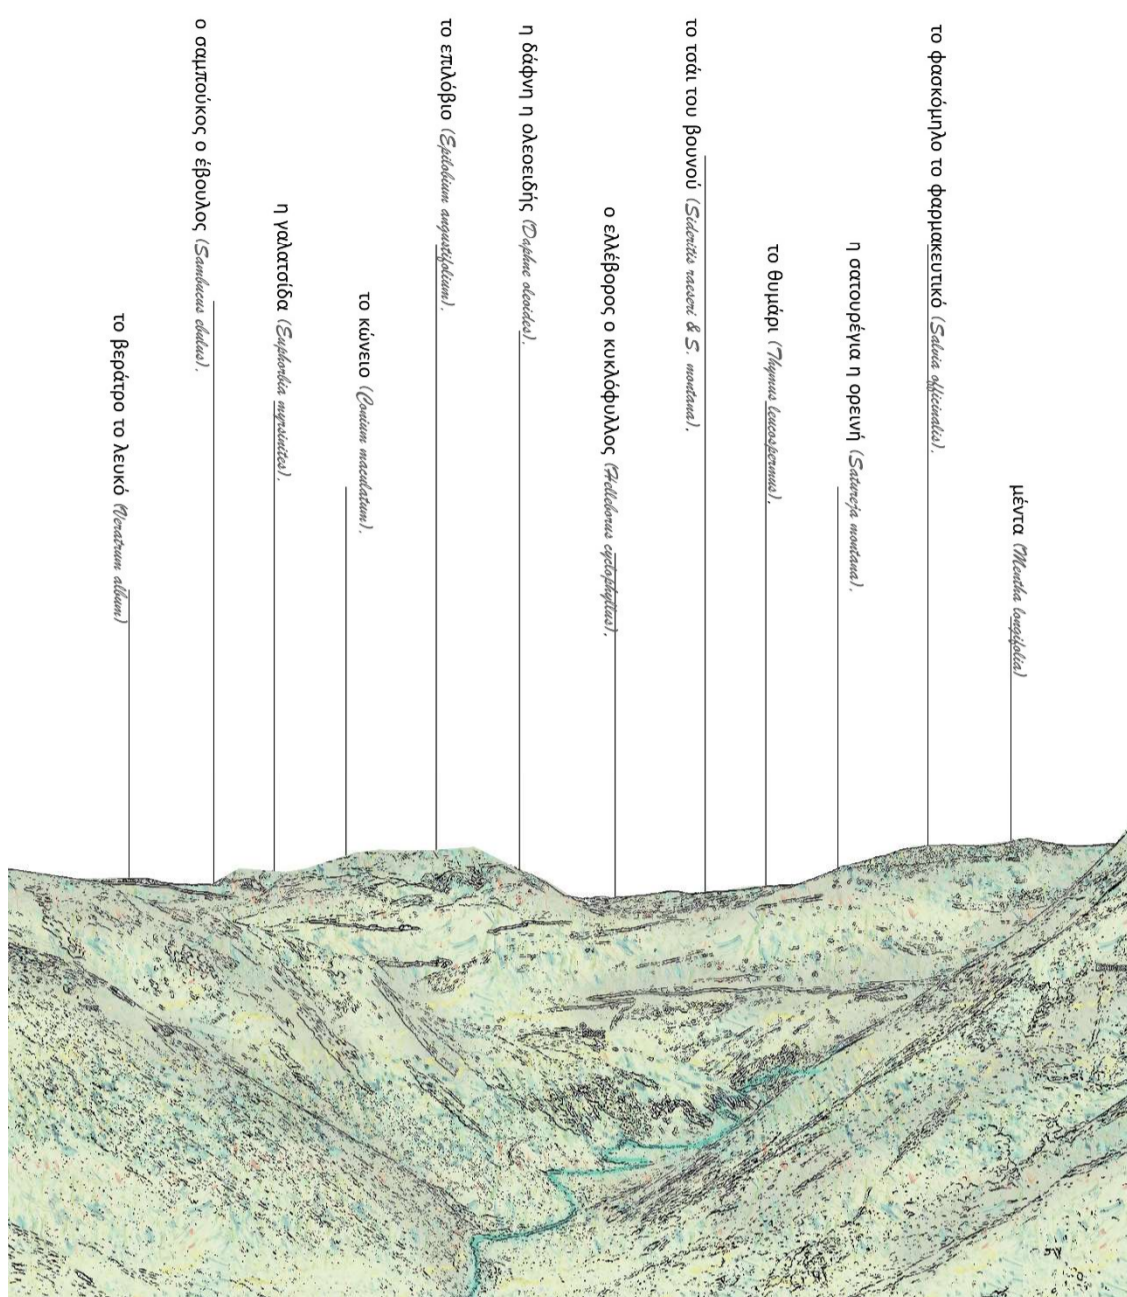 το βεράτρο το λευκό (Veratrum album)
ο σαμπούκος ο έβουλος (Sambucus ebulus).
η γαλατσίδα (Euphorbia myrsinites).
το κώνειο (Conium maculatum).
το επιλόβιο (Epilobium angustifolium).
η δάφνη η ολεοειδής (Daphne oleoides).
ο ελλέβορος ο κυκλόφυλλος (Helleborus cyclophyllus).
το τσάι του βουνού (Sideritis raeseri & S. montana).
το θυμάρι (Thymus leucospermus).
η σατουρέγια η ορεινή (Satureja montana).
το φασκόμηλο το φαρμακευτικό (Salvia officinalis).
μέντα (Mentha longifolia)